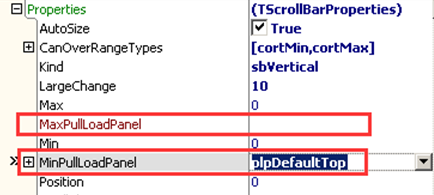 Properties (TScrollBarProperties)
AutoSize True
CanOverRangeTypes [cortMin,cortMax]
Kind sbVertical
LargeChange 10
Max 0
MaxPullLoadPanel
Min 0
MinPullLoadPanel plpDefaultTop
Position 0